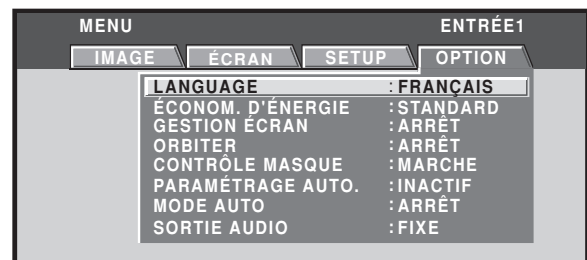 MENU ENTRÉE1
IMAGE ÉCRAN SETUP OPTION
LANGUAGE : FRANÇAIS
ÉCONOM. D'ÉNERGIE : STANDARD
GESTION ÉCRAN : ARRÊT
ORBITER : ARRÊT
CONTRÔLE MASQUE : MARCHE
PARAMÉTRAGE AUTO. : INACTIF
MODE AUTO : ARRÊT
SORTIE AUDIO : FIXE